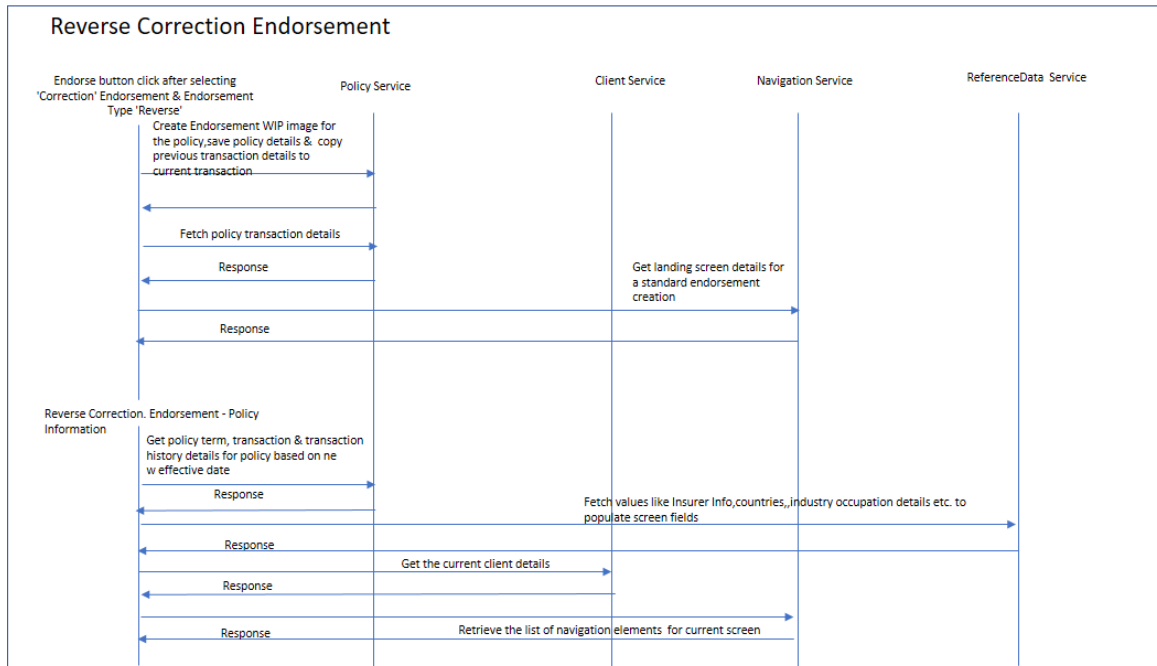 Reverse Correction Endorsement
Endorse button click after selecting
'Correction' Endorsement & Endorsement
Type 'Reverse'
Policy Service
Client Service
Navigation Service
ReferenceData  Service
Create Endorsement WIP image for
the policy,save policy details &  copy
previous transaction details to
current transaction
Fetch policy transaction details
Response
Get landing screen details for
a standard endorsement
creation
Response
Reverse Correction. Endorsement - Policy
Information
Get policy term, transaction & transaction
history details for policy based on ne
w effective date
Response
Fetch values like Insurer Info,countries,,industry occupation details etc. to
populate screen fields
Response
Get the current client details
Response
Retrieve the list of navigation elements  for current screen
Response